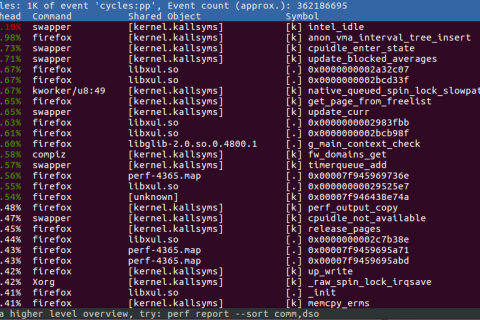 les: 1K of event 'cycles:pp', Event count (approx.): 362186695
head Command Shared Object Symbol
.10% swapper [kernel.kallsyms] [k] intel_idle
.98% firefox [kernel.kallsyms] [k] anon_vma_interval_tree_insert
.73% swapper [kernel.kallsyms] [k] cpuidle_enter_state
.71% swapper [kernel.kallsyms] [k] update_blocked_averages
.67% firefox libxul.so [.] 0x0000000002a32c07
.67% firefox libxul.so [.] 0x0000000002bcd33f
.67% kworker/u8:49 [kernel.kallsyms] [k] native_queued_spin_lock_slowpat
.65% firefox [kernel.kallsyms] [k] get_page_from_freelist
.65% swapper [kernel.kallsyms] [k] update_curr
.63% firefox libxul.so [.] 0x0000000002983fbb
.61% firefox libxul.so [.] 0x0000000002bcb98f
.60% firefox libglib-2.0.so.0.4800.1 [.] g_main_context_check
.58% compiz [kernel.kallsyms] [k] fw_domains_get
.57% swapper [kernel.kallsyms] [k] timerqueue_add
.56% firefox perf-4365.map [.] 0x00007f945969736e
.55% firefox libxul.so [.] 0x00000000029525e7
.54% firefox [unknown] [k] 0x00007f946438e74a
.48% firefox [kernel.kallsyms] [k] perf_output_copy
.47% swapper [kernel.kallsyms] [k] cpuidle_not_available
.45% firefox [kernel.kallsyms] [k] release_pages
.44% firefox libxul.so [.] 0x0000000002c7b38e
.43% firefox perf-4365.map [.] 0x00007f9459695a71
.43% firefox perf-4365.map [.] 0x00007f9459695abd
.42% firefox [kernel.kallsyms] [k] up_write
.42% Xorg [kernel.kallsyms] [k] _raw_spin_lock_irqsave
.41% firefox libxul.so [.] _init
.41% firefox [kernel.kallsyms] [k] memcpy_erms
a higher level overview, try: perf report --sort comm,dso